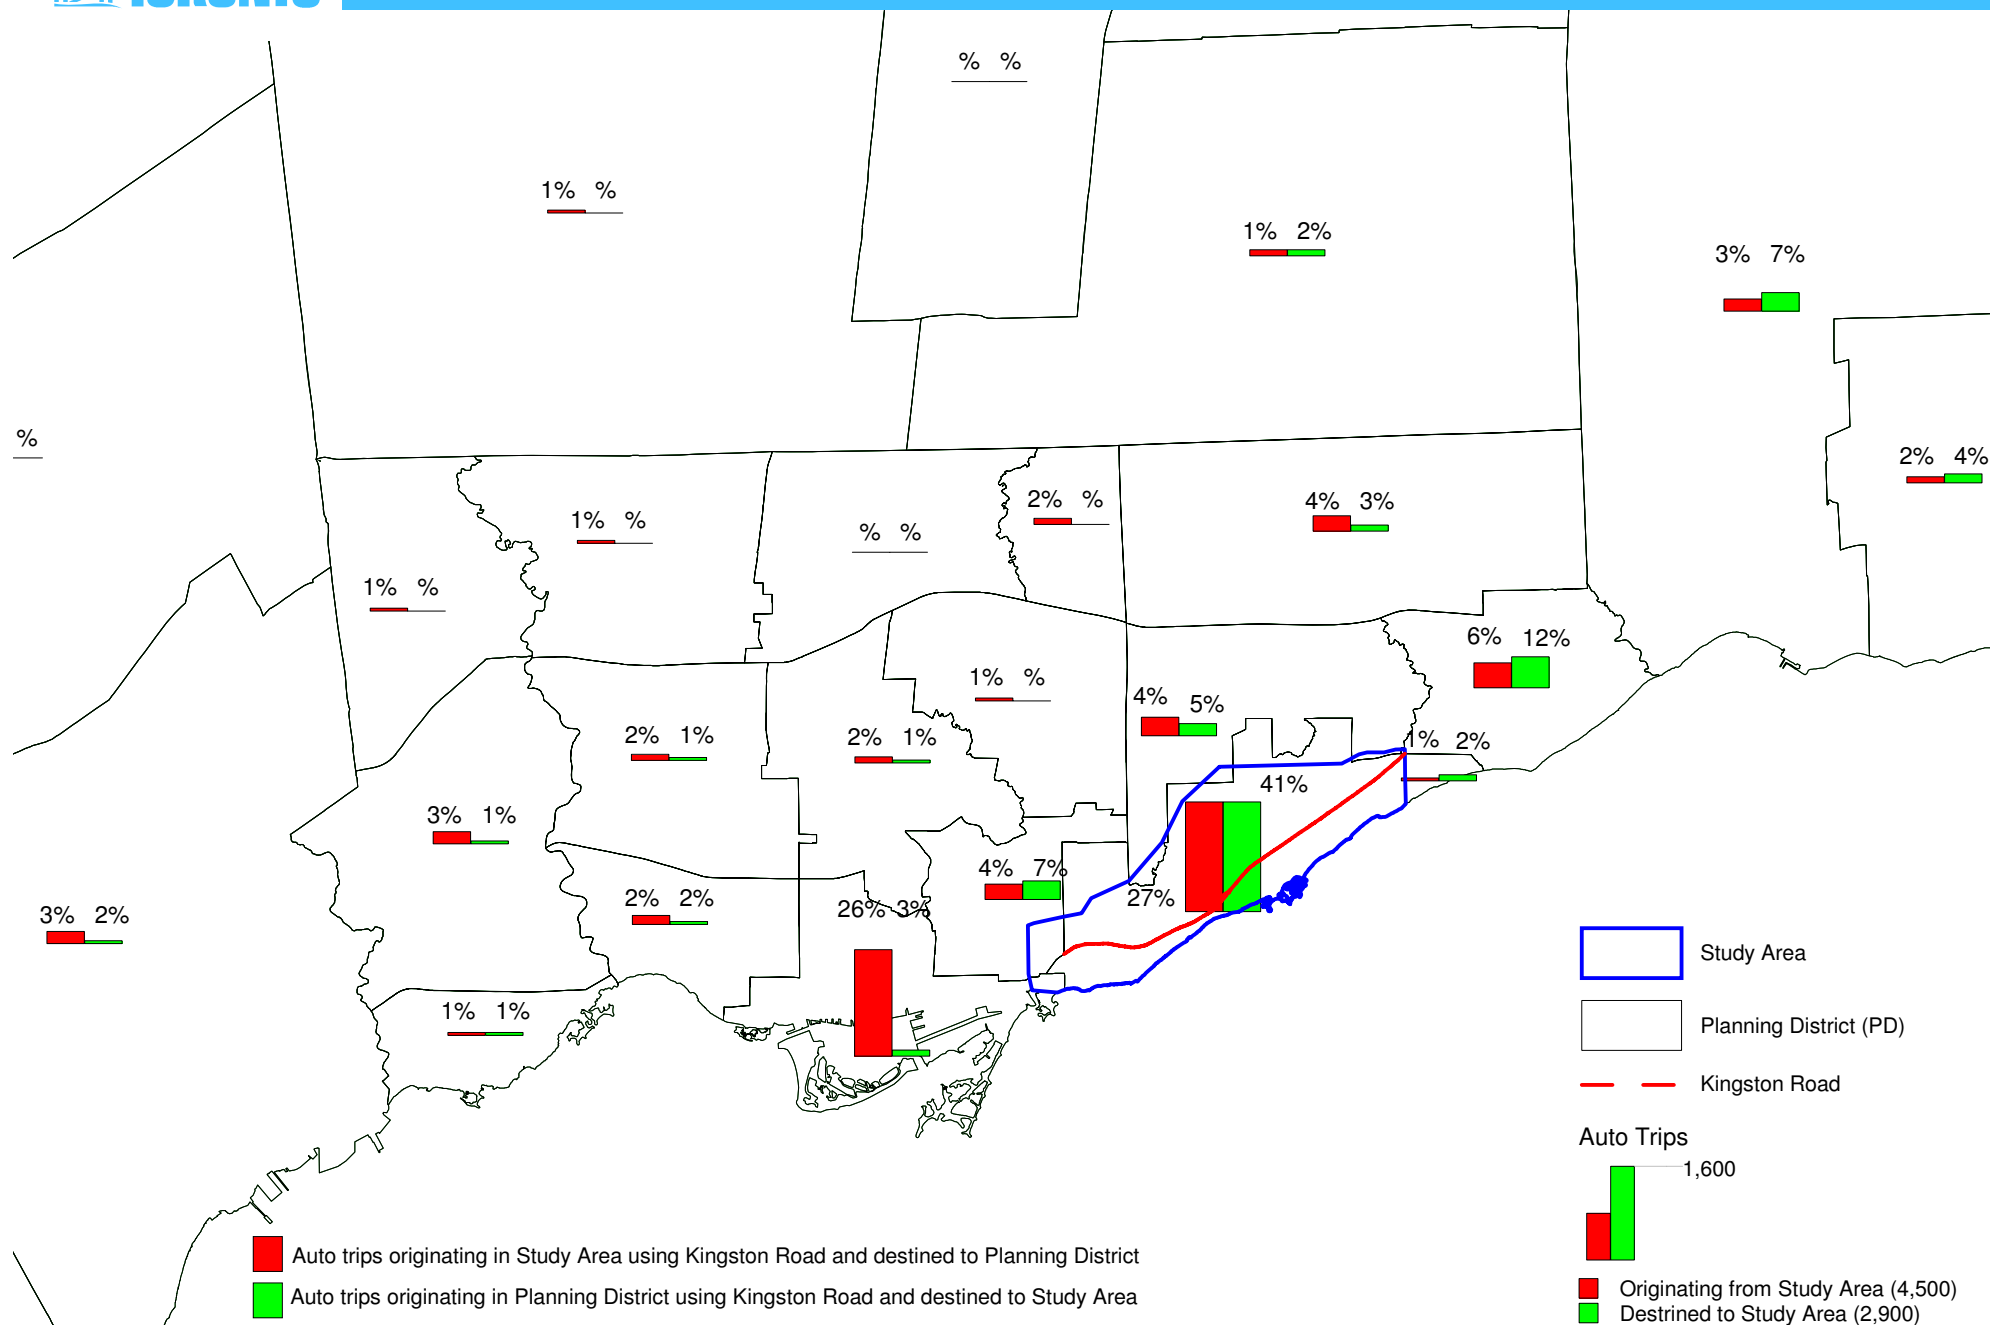 TORONTO
% %
1% %
1% 2%
3% 7%
%
2% 4%
2% %
4% 3%
1% %
% %
1% %
6% 12%
1% %
4% 5%
2% 1%
2% 1%
1% 2%
41%
3% 1%
4% 7%
27%
2% 2%
26% 3%
3% 2%
1% 1%
Study Area
Planning District (PD)
Kingston Road
Auto Trips
1,600
Auto trips originating in Study Area using Kingston Road and destined to Planning District
Auto trips originating in Planning District using Kingston Road and destined to Study Area
Originating from Study Area (4,500)
Destrined to Study Area (2,900)